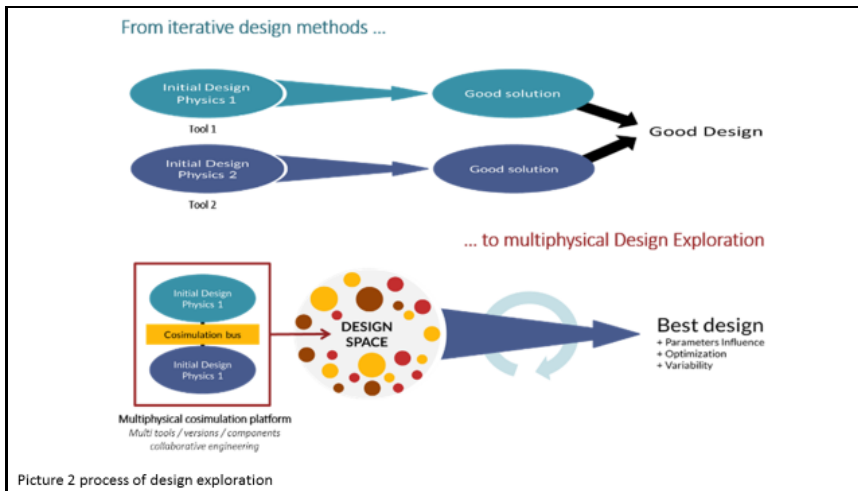 From iterative design methods ...
Initial Design
Physics 1
Good solution
Tool 1
Good Design
Initial Design
Physics 2
Good solution
Tool 2
... to multiphysical Design Exploration
Initial Design
Physics 1
Cosimulation bus
Initial Design
Physics 1
DESIGN
SPACE
Best design
+ Parameters Influence
+ Optimization
+ Variability
Multiphysical cosimulation platform
Multi tools / versions / components
collaborative engineering
Picture 2 process of design exploration